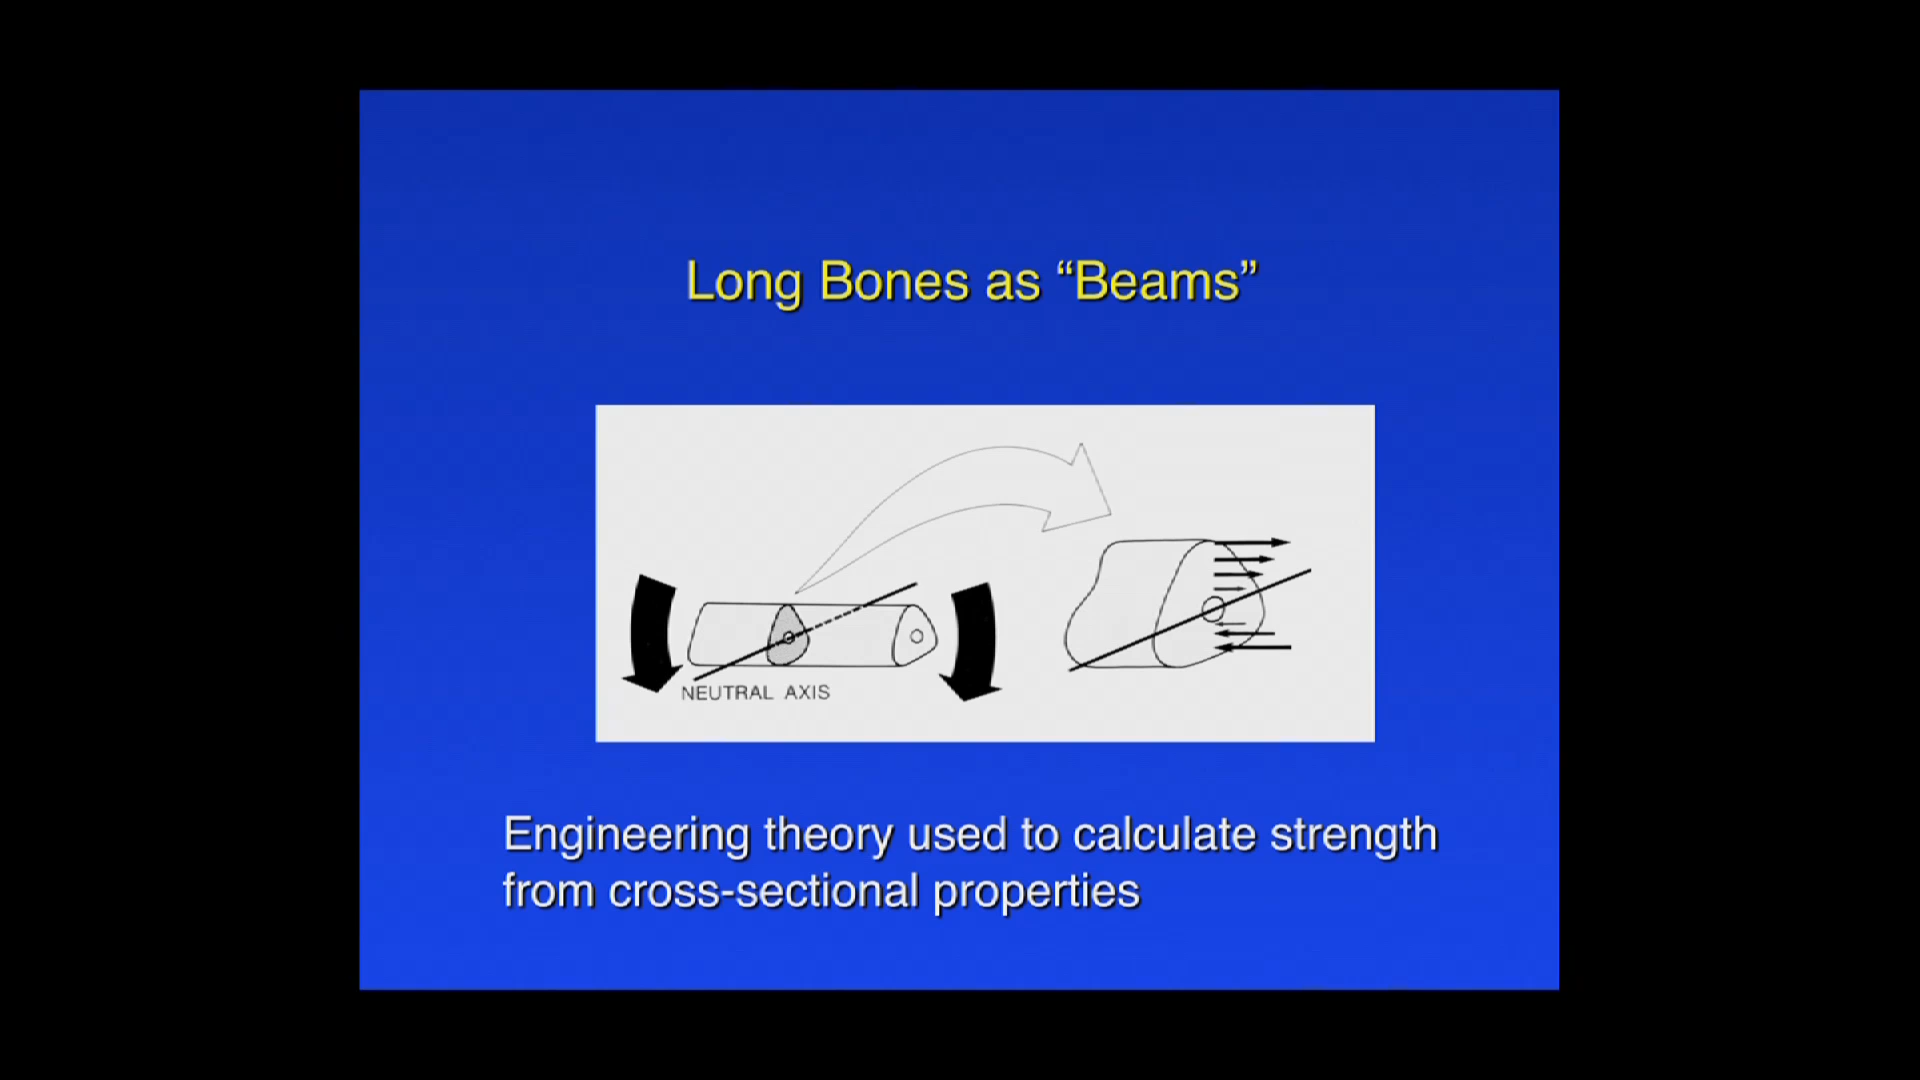 Long Bones as “Beams”
NEUTRAL AXIS
Engineering theory used to calculate strength
from cross-sectional properties